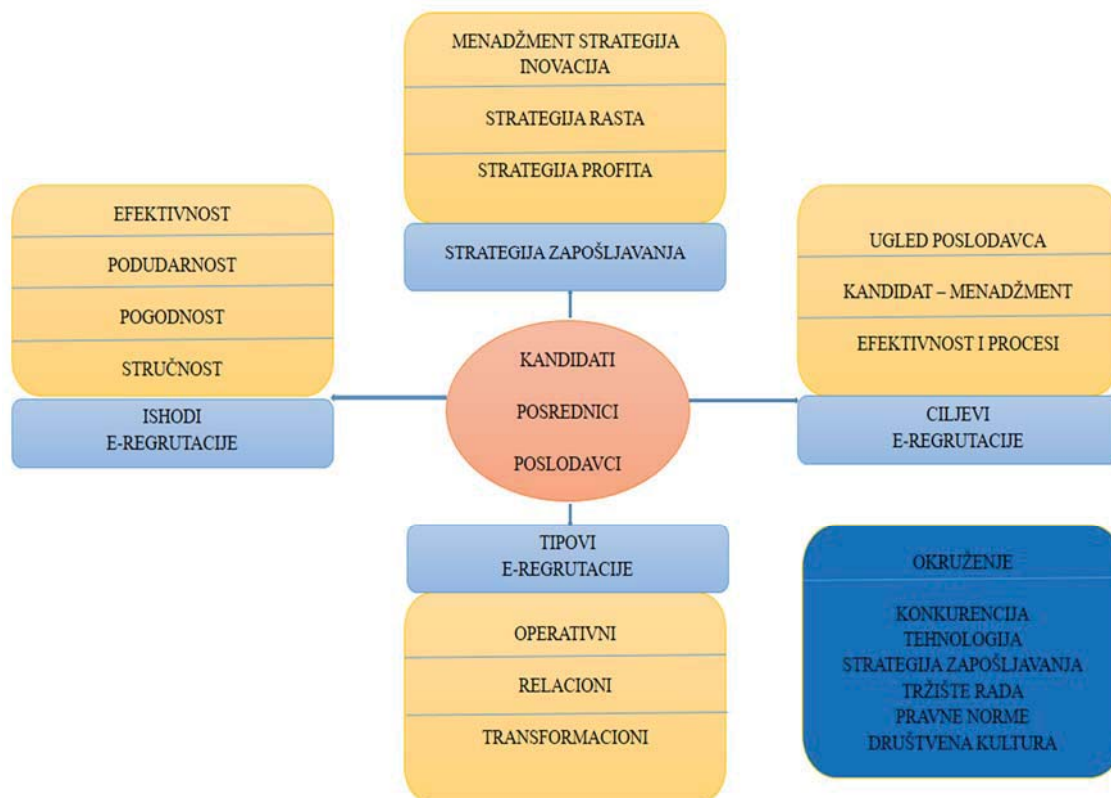 MENADŽMENT STRATEGIJA
INOVACIJA
STRATEGIJA RASTA
STRATEGIJA PROFITA
STRATEGIJA ZAPOŠLJAVANJA
EFEKTIVNOST
PODUDARNOST
POGODNOST
STRUČNOST
ISHODI
E-REGRUTACIJE
KANDIDATI
POSREDNICI
POSLODAVCI
UGLED POSLODAVCA
KANDIDAT – MENADŽMENT
EFEKTIVNOST I PROCESI
CILJEVI
E-REGRUTACIJE
TIPOVI
E-REGRUTACIJE
OPERATIVNI
RELACIONI
TRANSFORMACIONI
OKRUŽENJE
KONKURENCIJA
TEHNOLOGIJA
STRATEGIJA ZAPOŠLJAVANJA
TRŽIŠTE RADA
PRAVNE NORME
DRUŠTVENA KULTURA